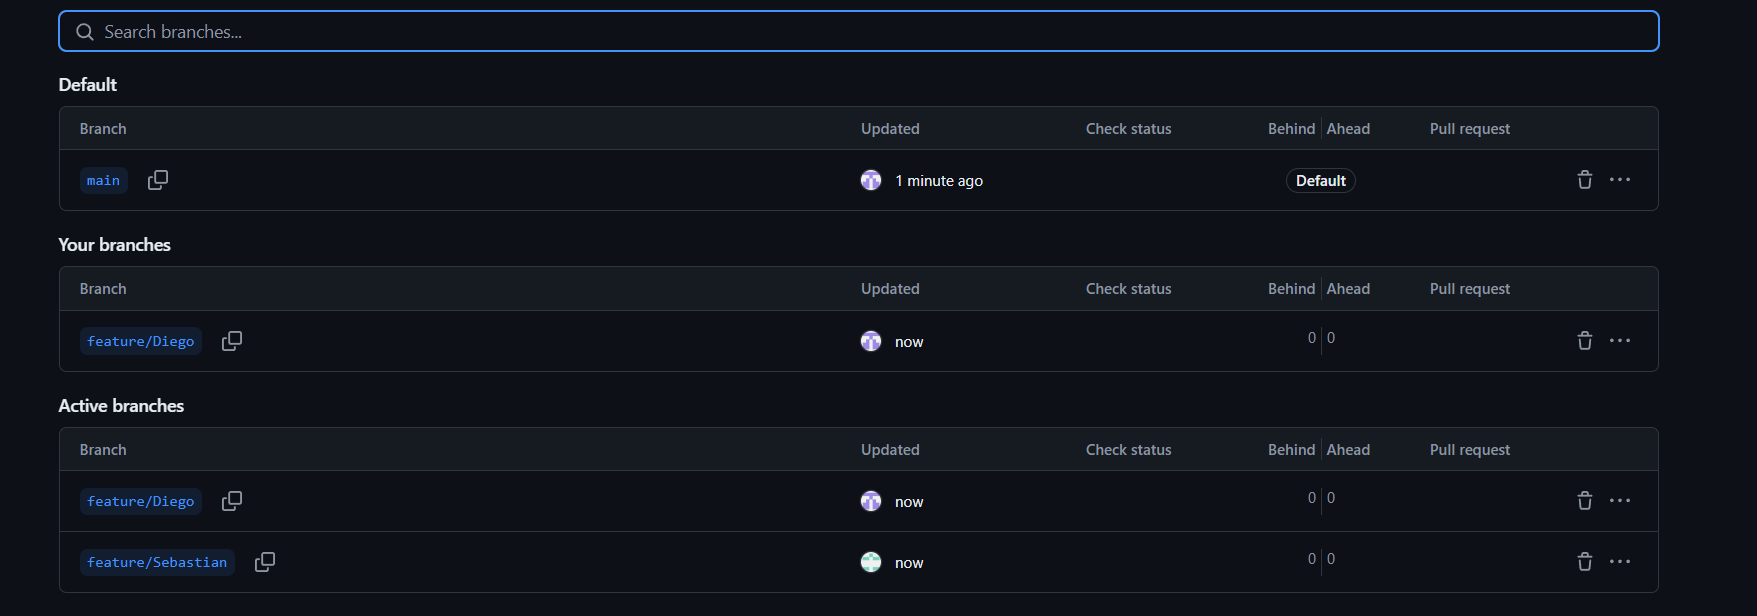 Search branches...
Default
Branch Updated Check status Behind Ahead Pull request
main 1 minute ago Default
Your branches
Branch Updated Check status Behind Ahead Pull request
feature/Diego now 0 0
Active branches
Branch Updated Check status Behind Ahead Pull request
feature/Diego now 0 0
feature/Sebastian now 0 0